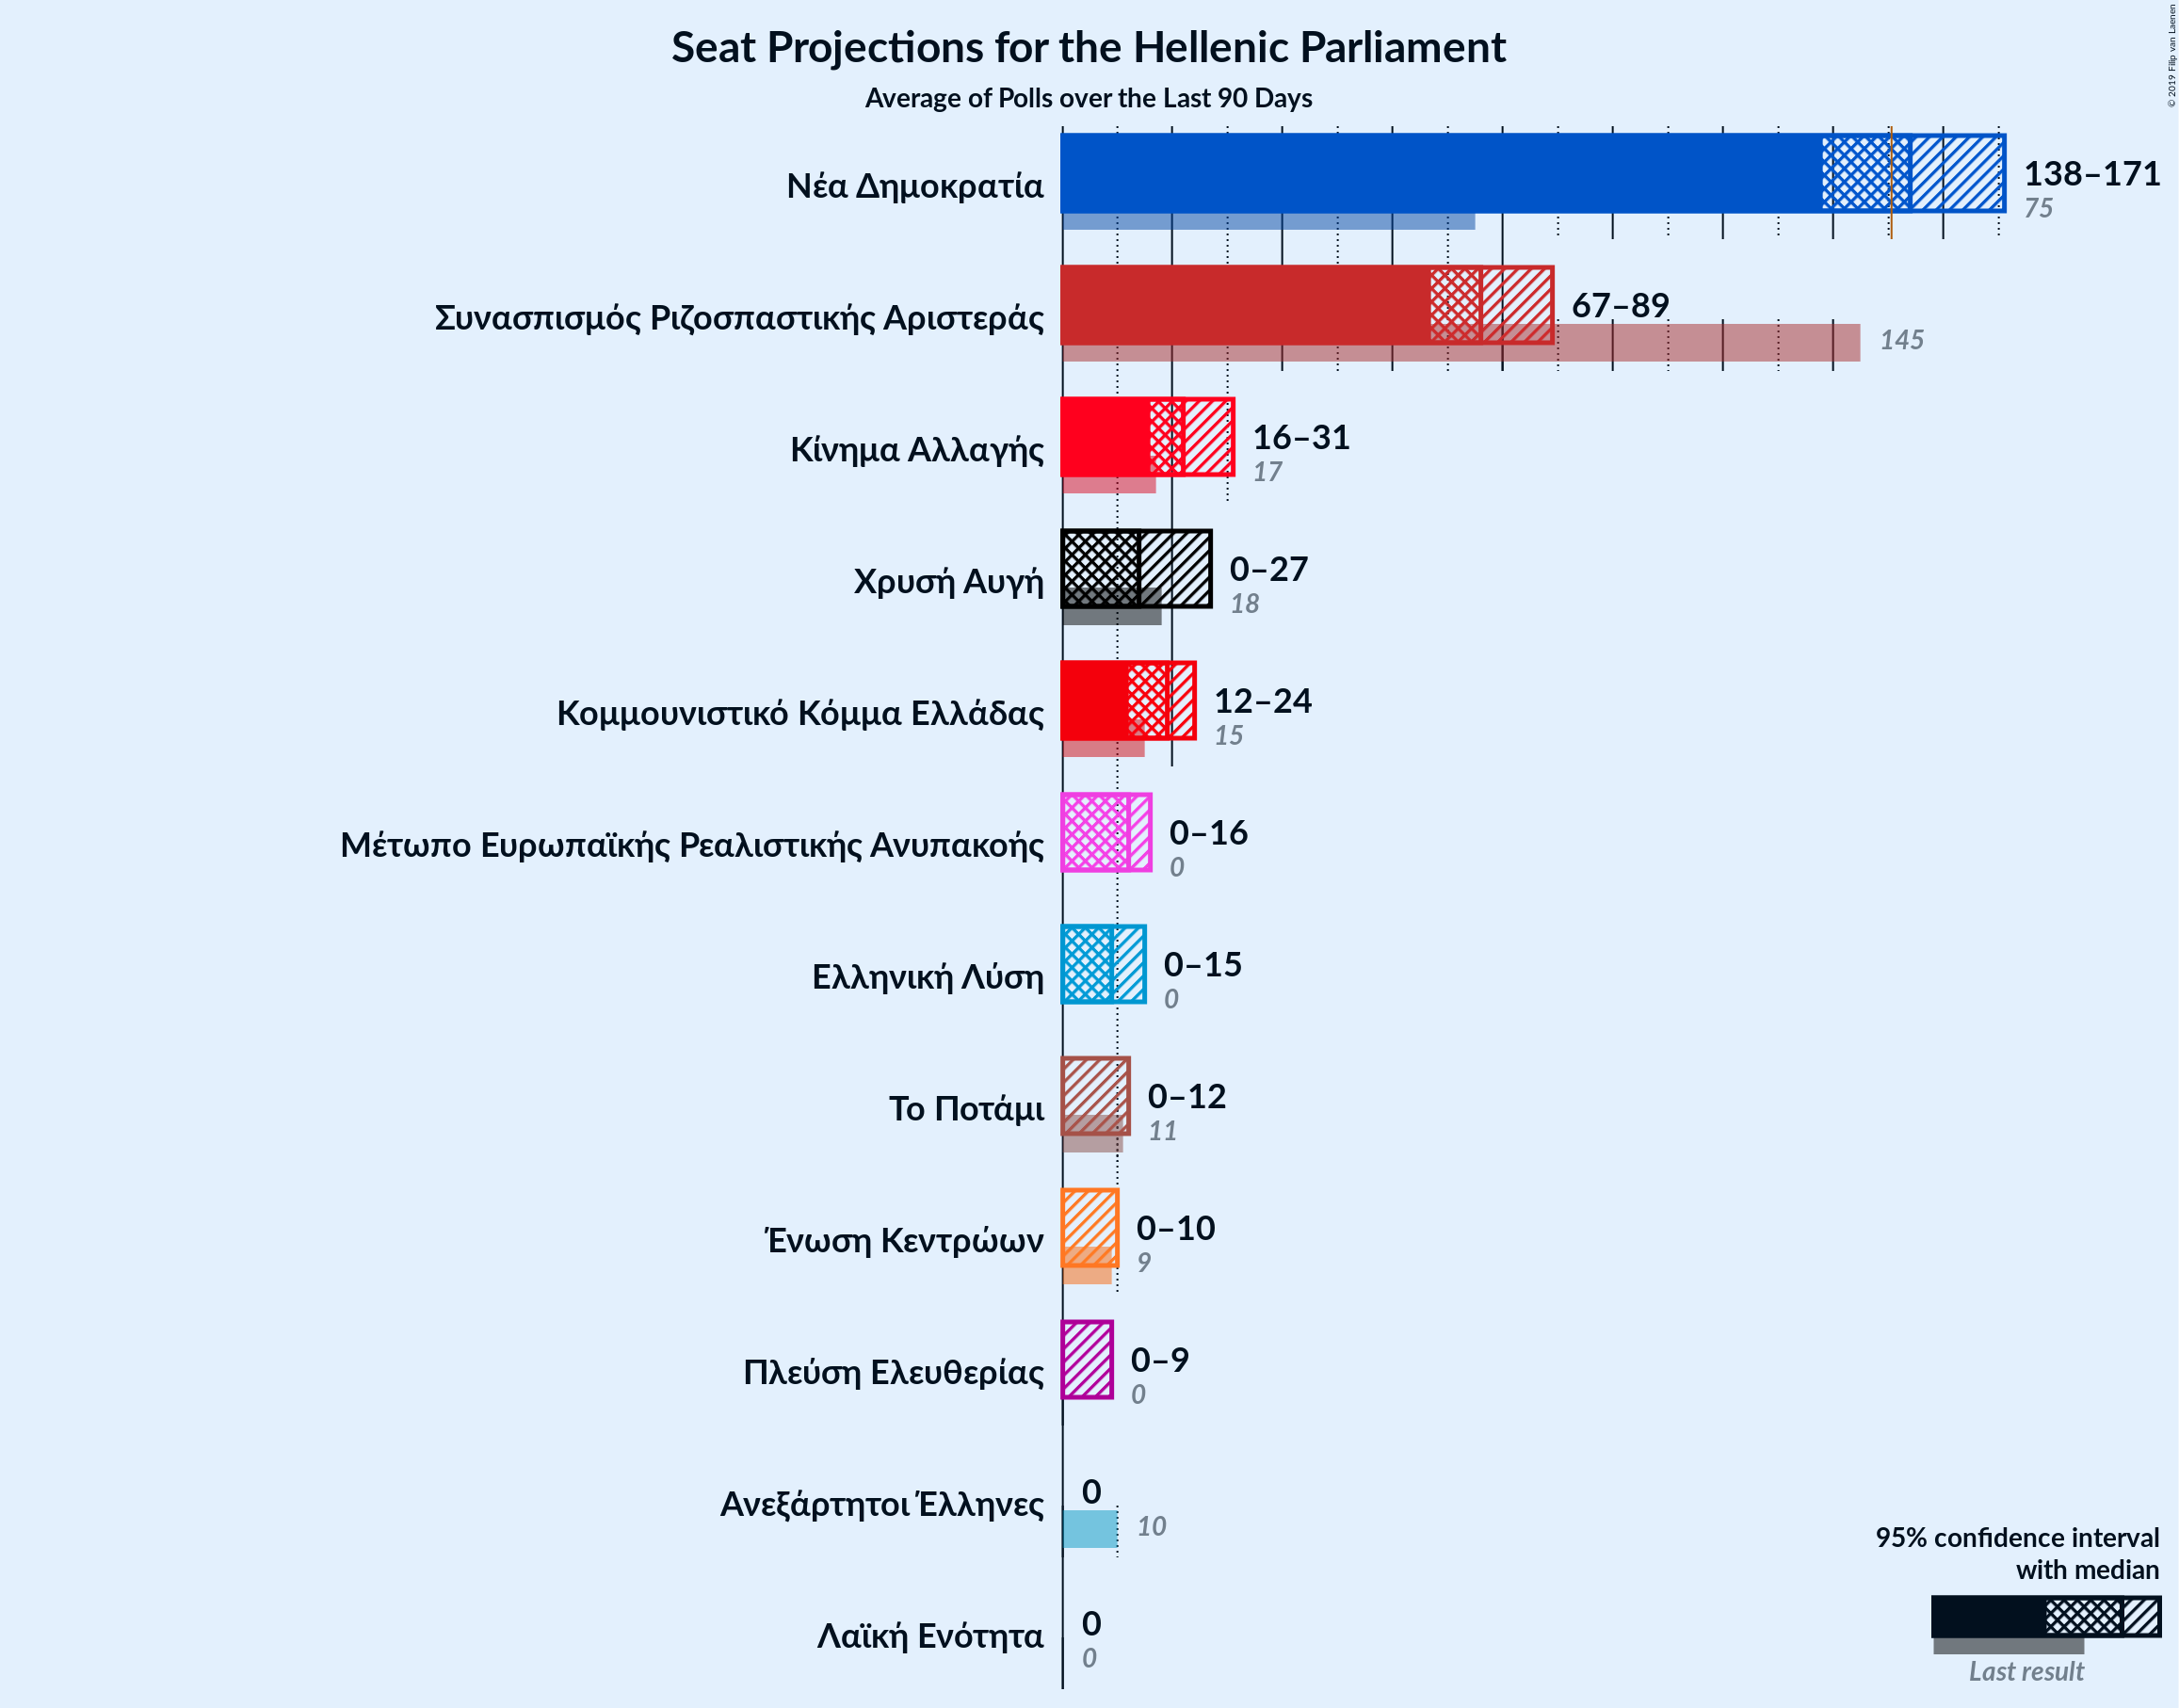 Seat Projections for the Hellenic Parliament
Average of Polls over the Last 90 Days
© 2019 Filip van Laenen
Νέα Δημοκρατία
138–171
75
Συνασπισμός Ριζοσπαστικής Αριστεράς
67–89
145
Κίνημα Αλλαγής
16–31
17
Χρυσή Αυγή
0–27
18
Κομμουνιστικό Κόμμα Ελλάδας
12–24
15
Μέτωπο Ευρωπαϊκής Ρεαλιστικής Ανυπακοής
0–16
0
Ελληνική Λύση
0–15
0
Το Ποτάμι
0–12
11
Ένωση Κεντρώων
0–10
9
Πλεύση Ελευθερίας
0–9
0
Ανεξάρτητοι Έλληνες
0
10
Λαϊκή Ενότητα
0
0
95% confidence interval
with median
Last result